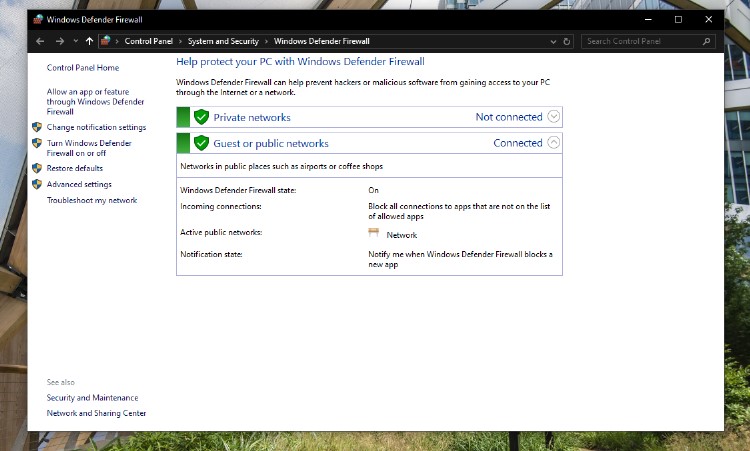 Windows Defender Firewall
Control Panel > System and Security > Windows Defender Firewall
Search Control Panel
Control Panel Home
Allow an app or feature
through Windows Defender
Firewall
Change notification settings
Turn Windows Defender
Firewall on or off
Restore defaults
Advanced settings
Troubleshoot my network
Help protect your PC with Windows Defender Firewall
Windows Defender Firewall can help prevent hackers or malicious software from gaining access to your PC
through the Internet or a network.
Private networks Not connected
Guest or public networks Connected
Networks in public places such as airports or coffee shops
Windows Defender Firewall state: On
Incoming connections: Block all connections to apps that are not on the list
of allowed apps
Active public networks: Network
Notification state: Notify me when Windows Defender Firewall blocks a
new app
See also
Security and Maintenance
Network and Sharing Center